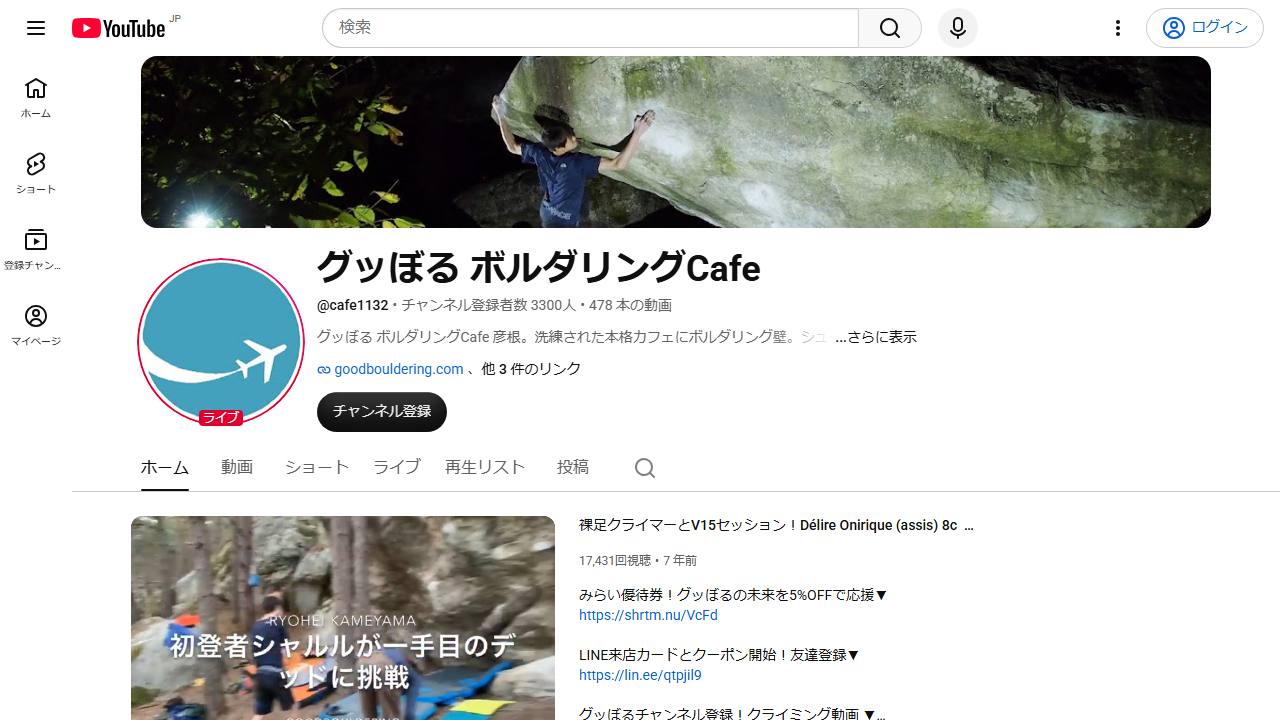 YouTube JP
検索
ログイン
ホーム
ショート
登録チャン...
マイページ
グッぼる ボルダリングCafe
@cafe1132・チャンネル登録者数 3300人・478 本の動画
グッぼる ボルダリングCafe 彦根。洗練された本格カフェにボルダリング壁。シュ ...さらに表示
goodbouldering.com 、他 3 件のリンク
ライブ
チャンネル登録
ホーム 動画 ショート ライブ 再生リスト 投稿
裸足クライマーとV15セッション！Délire Onirique (assis) 8c ...
17,431回視聴・7 年前
みらい優待券！グッぼるの未来を5%OFFで応援▼
https://shrtm.nu/VcFd
LINE来店カードとクーポン開始！友達登録▼
https://lin.ee/qtpjil9
グッぼるチャンネル登録！クライミング動画 ▼...
RYOHEI KAMEYAMA
初登者シャルルが一手目のデ
ッドに挑戦
GOODBOULDERING